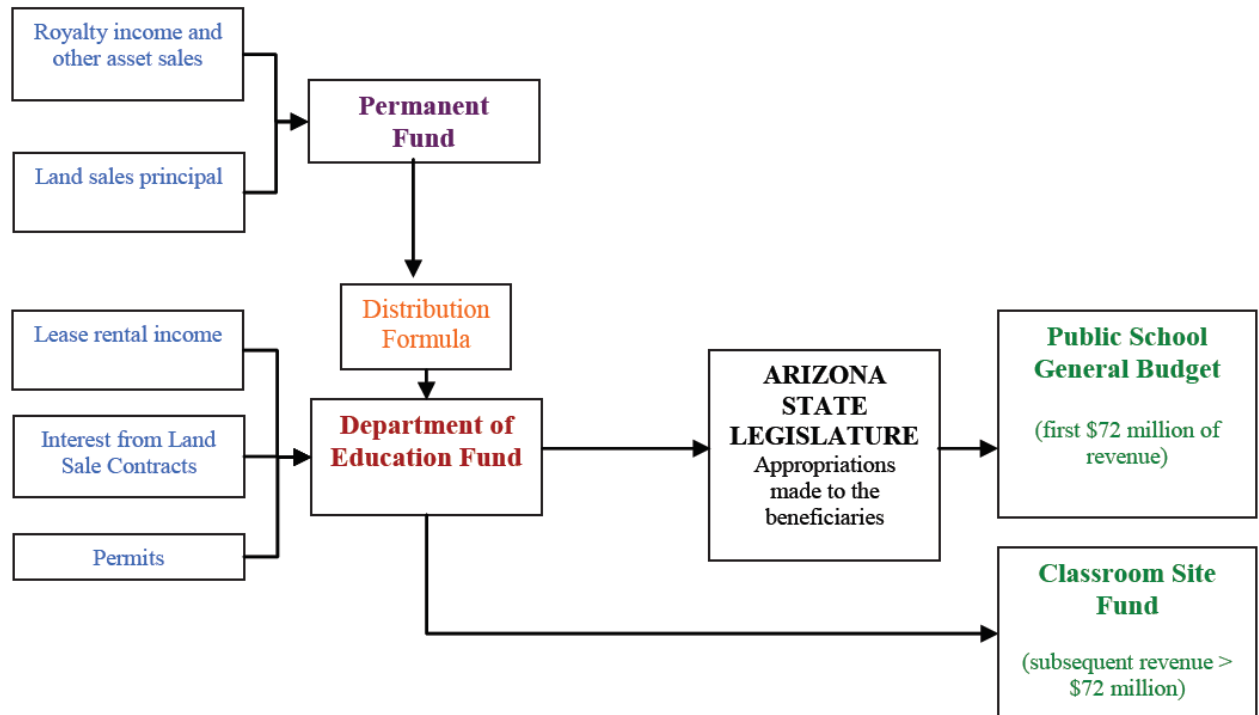 Royalty income and
other asset sales
Permanent
Fund
Land sales principal
Distribution
Formula
Lease rental income
Public School
General Budget
(first $72 million of
revenue)
ARIZONA
STATE
LEGISLATURE
Appropriations
made to the
beneficiaries
Department of
Education Fund
Interest from Land
Sale Contracts
Permits
Classroom Site
Fund
(subsequent revenue >
$72 million)